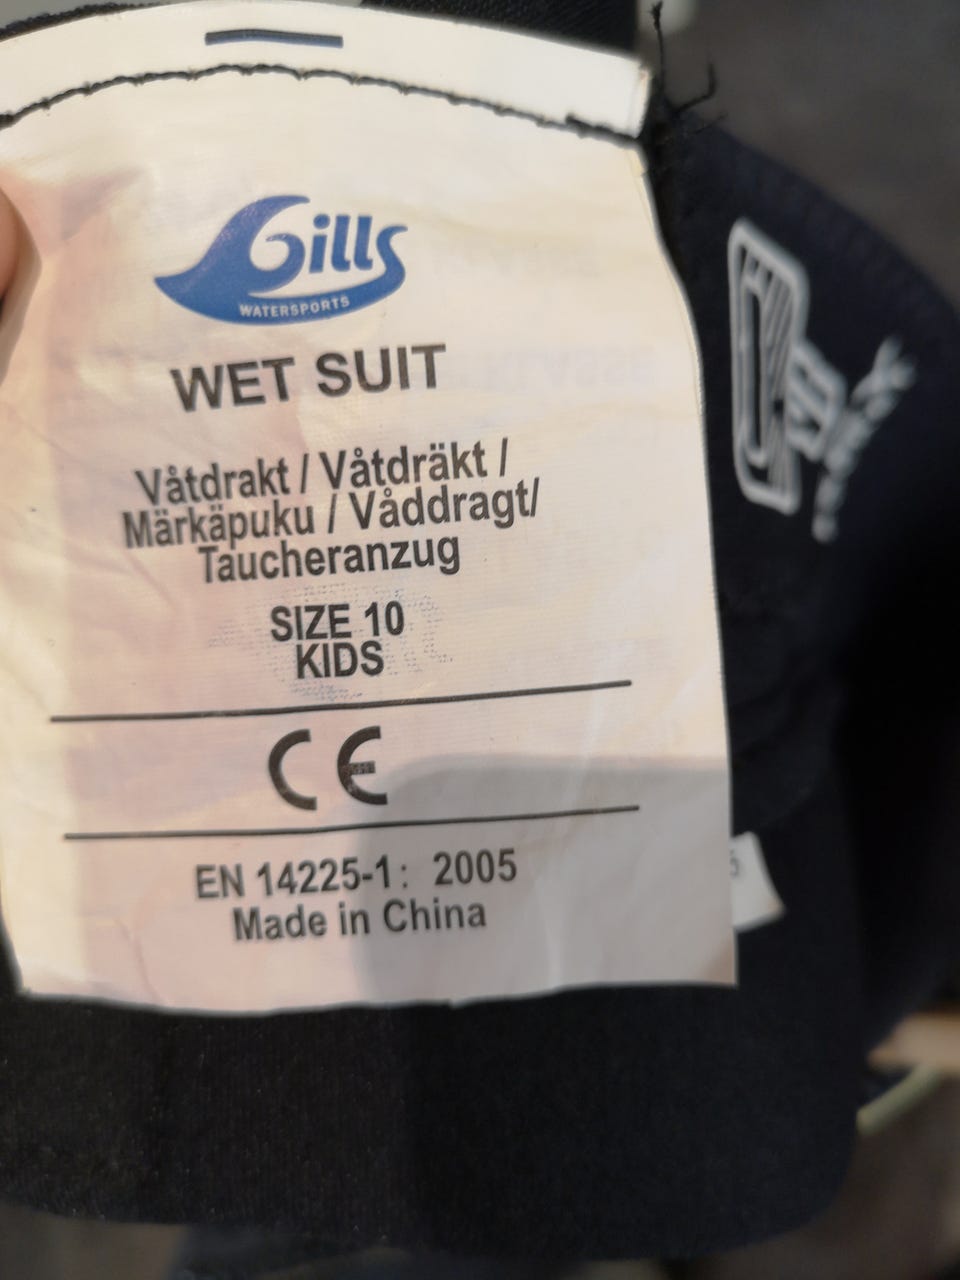 Gills
WATERSPORTS
WET SUIT
Våtdrakt / Våtdräkt /
Märkäpuku / Våddragt/
Taucheranzug
SIZE 10
KIDS
CE
EN 14225-1: 2005
Made in China